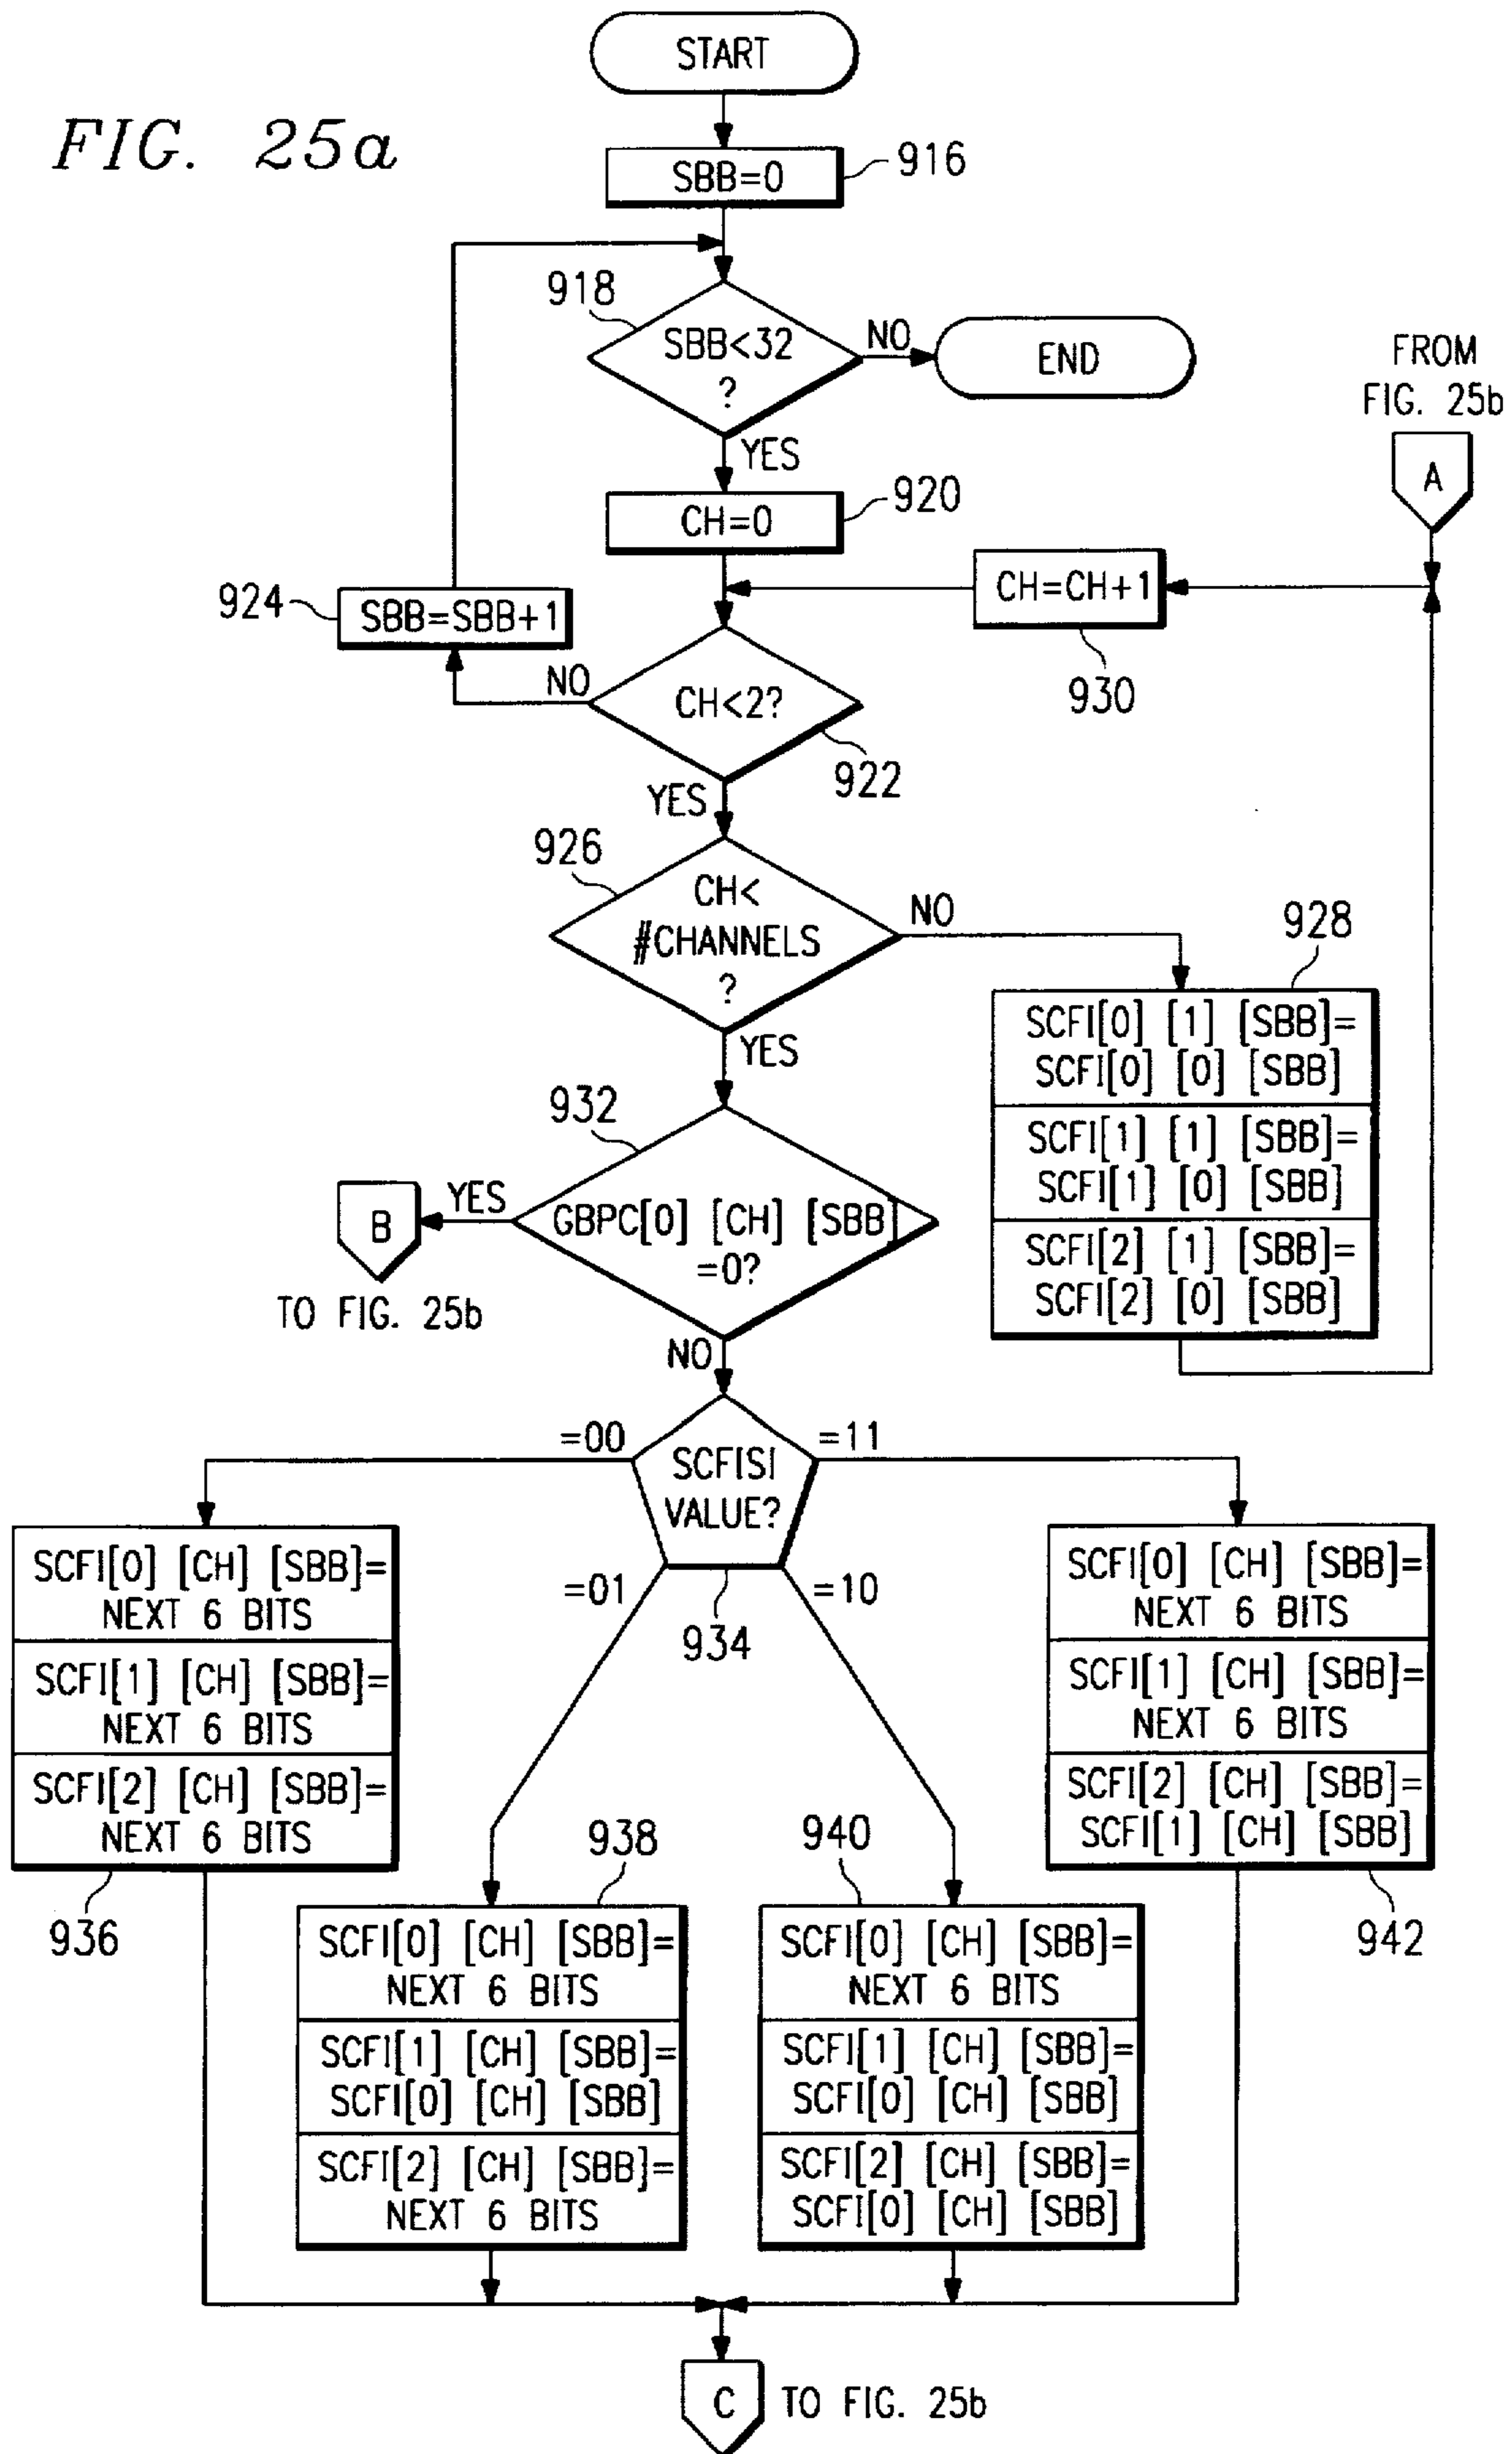 FIG. 25a
START
SBB=0
916
918
SBB<32
?
NO
END
YES
FROM
FIG. 25b
A
CH=0
920
924
SBB=SBB+1
CH=CH+1
930
NO
CH<2?
922
YES
926
CH<
#CHANNELS
?
NO
YES
928
SCFI[0] [1] [SBB]=
SCFI[0] [0] [SBB]
SCFI[1] [1] [SBB]=
SCFI[1] [0] [SBB]
SCFI[2] [1] [SBB]=
SCFI[2] [0] [SBB]
932
GBPC[0] [CH] [SBB]
=0?
YES
B
TO FIG. 25b
NO
=00
SCFISI
VALUE?
=11
=01
=10
934
SCFI[0] [CH] [SBB]=
NEXT 6 BITS
SCFI[1] [CH] [SBB]=
NEXT 6 BITS
SCFI[2] [CH] [SBB]=
NEXT 6 BITS
936
SCFI[0] [CH] [SBB]=
NEXT 6 BITS
SCFI[1] [CH] [SBB]=
NEXT 6 BITS
SCFI[2] [CH] [SBB]=
SCFI[1] [CH] [SBB]
942
938
SCFI[0] [CH] [SBB]=
NEXT 6 BITS
SCFI[1] [CH] [SBB]=
SCFI[0] [CH] [SBB]
SCFI[2] [CH] [SBB]=
NEXT 6 BITS
940
SCFI[0] [CH] [SBB]=
NEXT 6 BITS
SCFI[1] [CH] [SBB]=
SCFI[0] [CH] [SBB]
SCFI[2] [CH] [SBB]=
SCFI[0] [CH] [SBB]
C
TO FIG. 25b